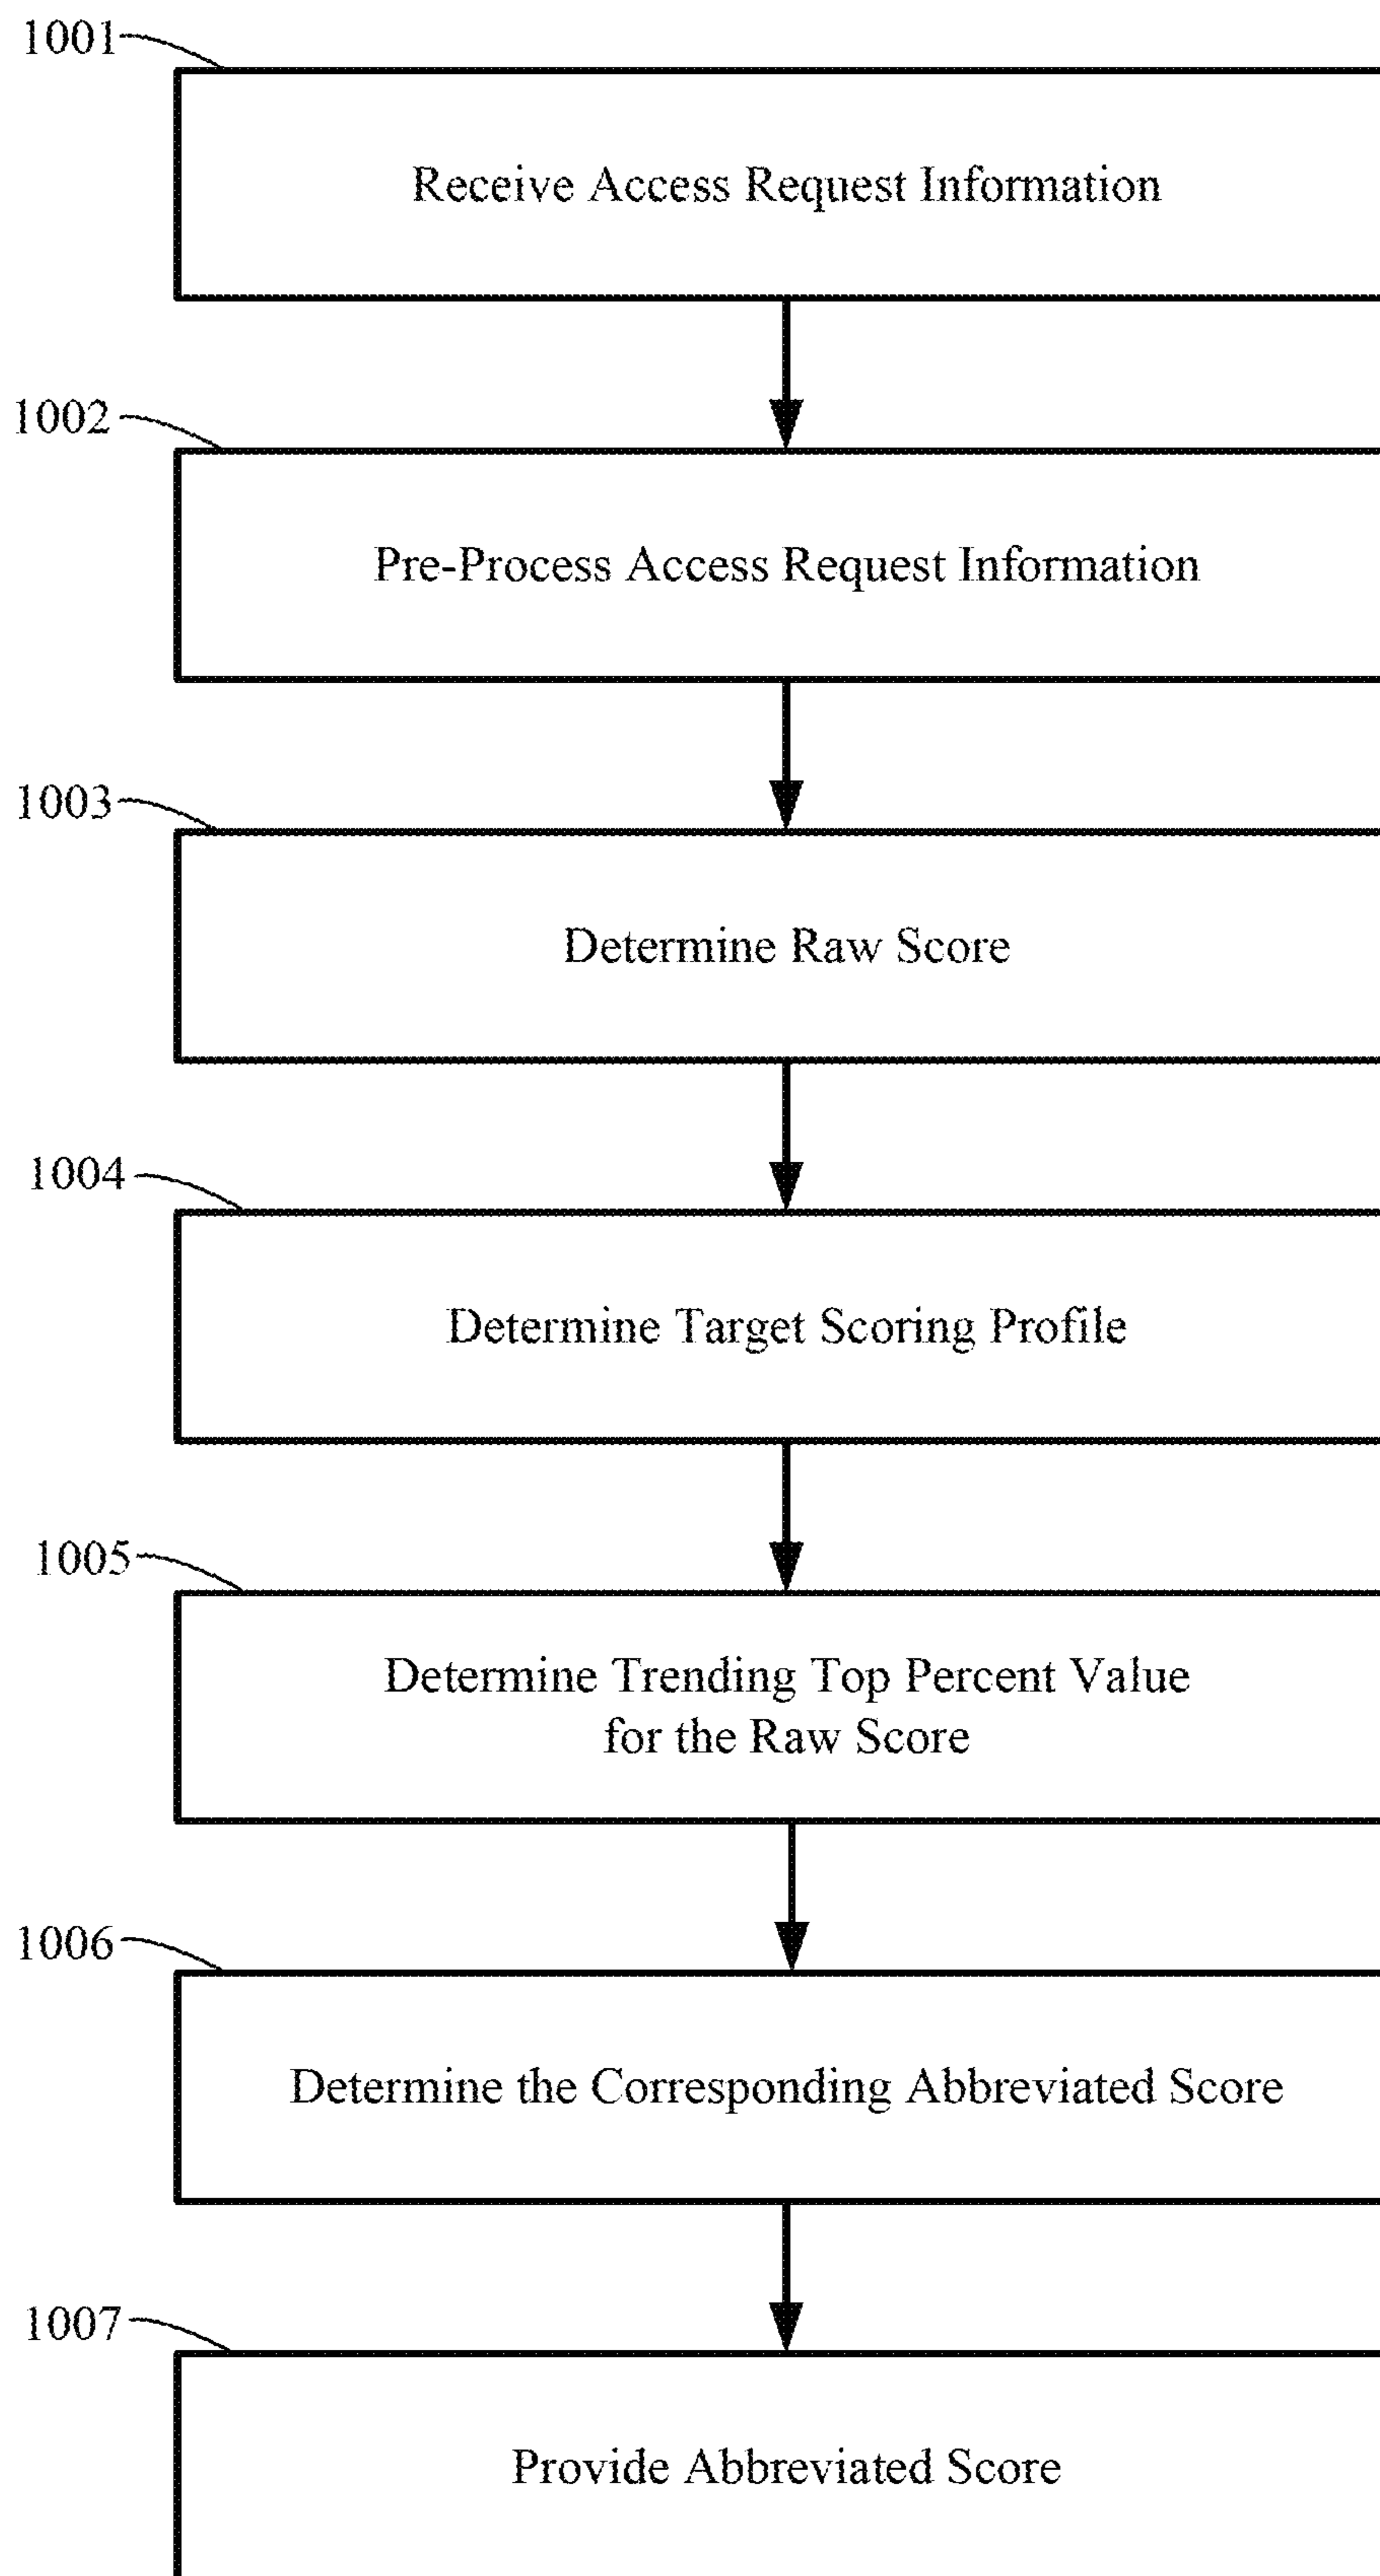 1001
Receive Access Request Information
1002
Pre-Process Access Request Information
1003
Determine Raw Score
1004
Determine Target Scoring Profile
1005
Determine Trending Top Percent Value
for the Raw Score
1006
Determine the Corresponding Abbreviated Score
1007
Provide Abbreviated Score